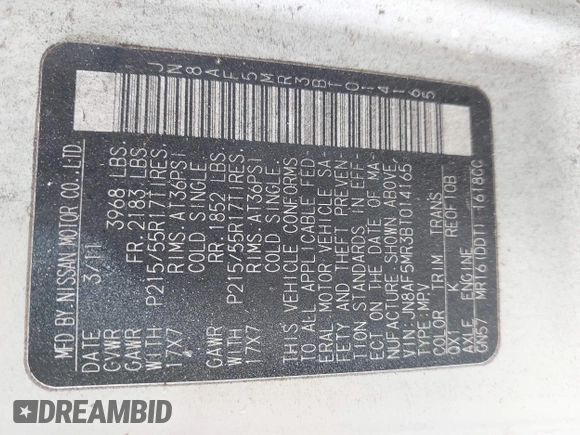 JN8AF5MR3BT014165
MFD BY NISSAN MOTOR CO.,LTD.
DATE 3/11
GVWR 3968 LBS.
GAWR FR. 2183 LBS.
WITH P215/55R17TIRES,
17X7 RIMS.AT36PSI
COLD SINGLE.
GAWR RR. 1852 LBS.
WITH P215/55R17TIRES,
17X7 RIMS.AT36PSI
COLD SINGLE.
THIS VEHICLE CONFORMS
TO ALL APPLICABLE FED
ERAL MOTOR VEHICLE SA-
FETY AND THEFT PREVEN-
TION STANDARDS IN EFF-
ECT ON THE DATE OF MA-
NUFACTURE SHOWN ABOVE.
VIN:JN8AF5MR3BT014165
TYPE:MPV
COLOR TRIM TRANS
QX1 K RE0F10B
AXLE ENGINE
GN57 MR16(DDT) 1618CC
DREAMBID